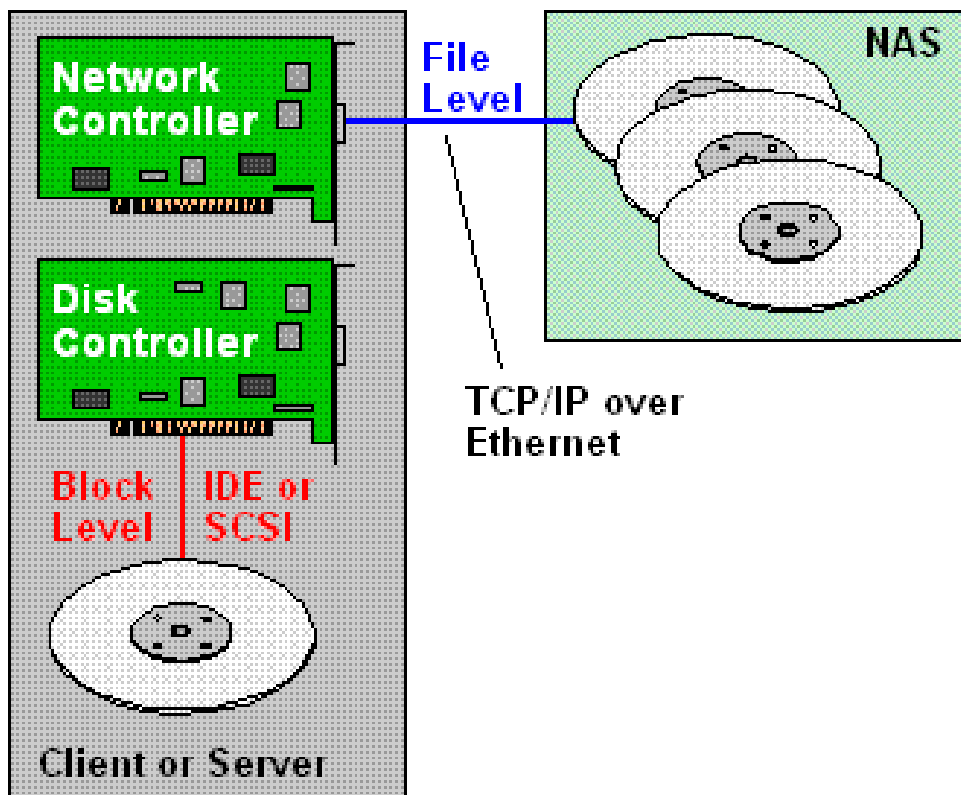 Network
Controller
File
Level
NAS
Disk
Controller
TCP/IP over
Ethernet
Block
Level
IDE or
SCSI
Client or Server